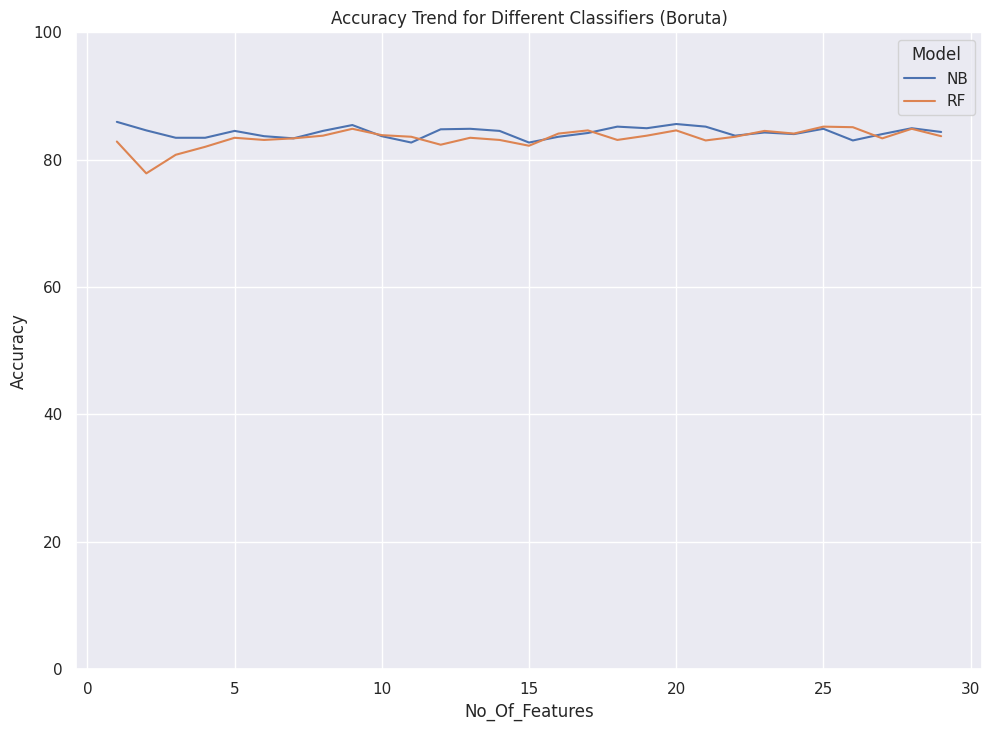 Accuracy Trend for Different Classifiers (Boruta)
100
80
60
40
20
0
Accuracy
0 5 10 15 20 25 30
No_Of_Features
Model
NB
RF